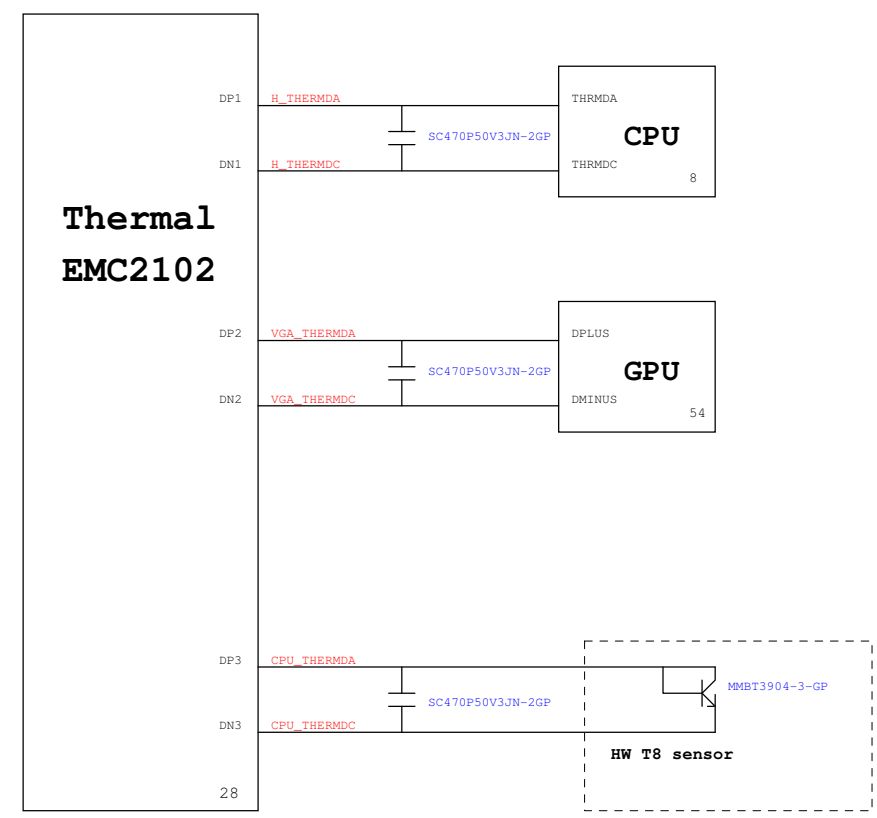 DP1 H_THERMDA THRMDA
SC470P50V3JN-2GP CPU
DN1 H_THERMDC THRMDC
8
Thermal
EMC2102
DP2 VGA_THERMDA DPLUS
SC470P50V3JN-2GP GPU
DN2 VGA_THERMDC DMINUS
54
DP3 CPU_THERMDA
MMBT3904-3-GP
SC470P50V3JN-2GP
DN3 CPU_THERMDC
HW T8 sensor
28